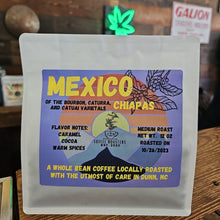 GALION
MEXICO
OF THE BOURBON, CATURRA,
AND CATUAI VARIETALS
CHIAPAS
FLAVOR NOTES:
CARAMEL
COCOA
WARM SPICES
COFFEE ROASTERS
MEDIUM ROAST
NET WT. 12 OZ
ROASTED ON
10/23/2023
A WHOLE BEAN COFFEE LOCALLY ROASTED
WITH THE UTMOST OF CARE IN DUNN, NC